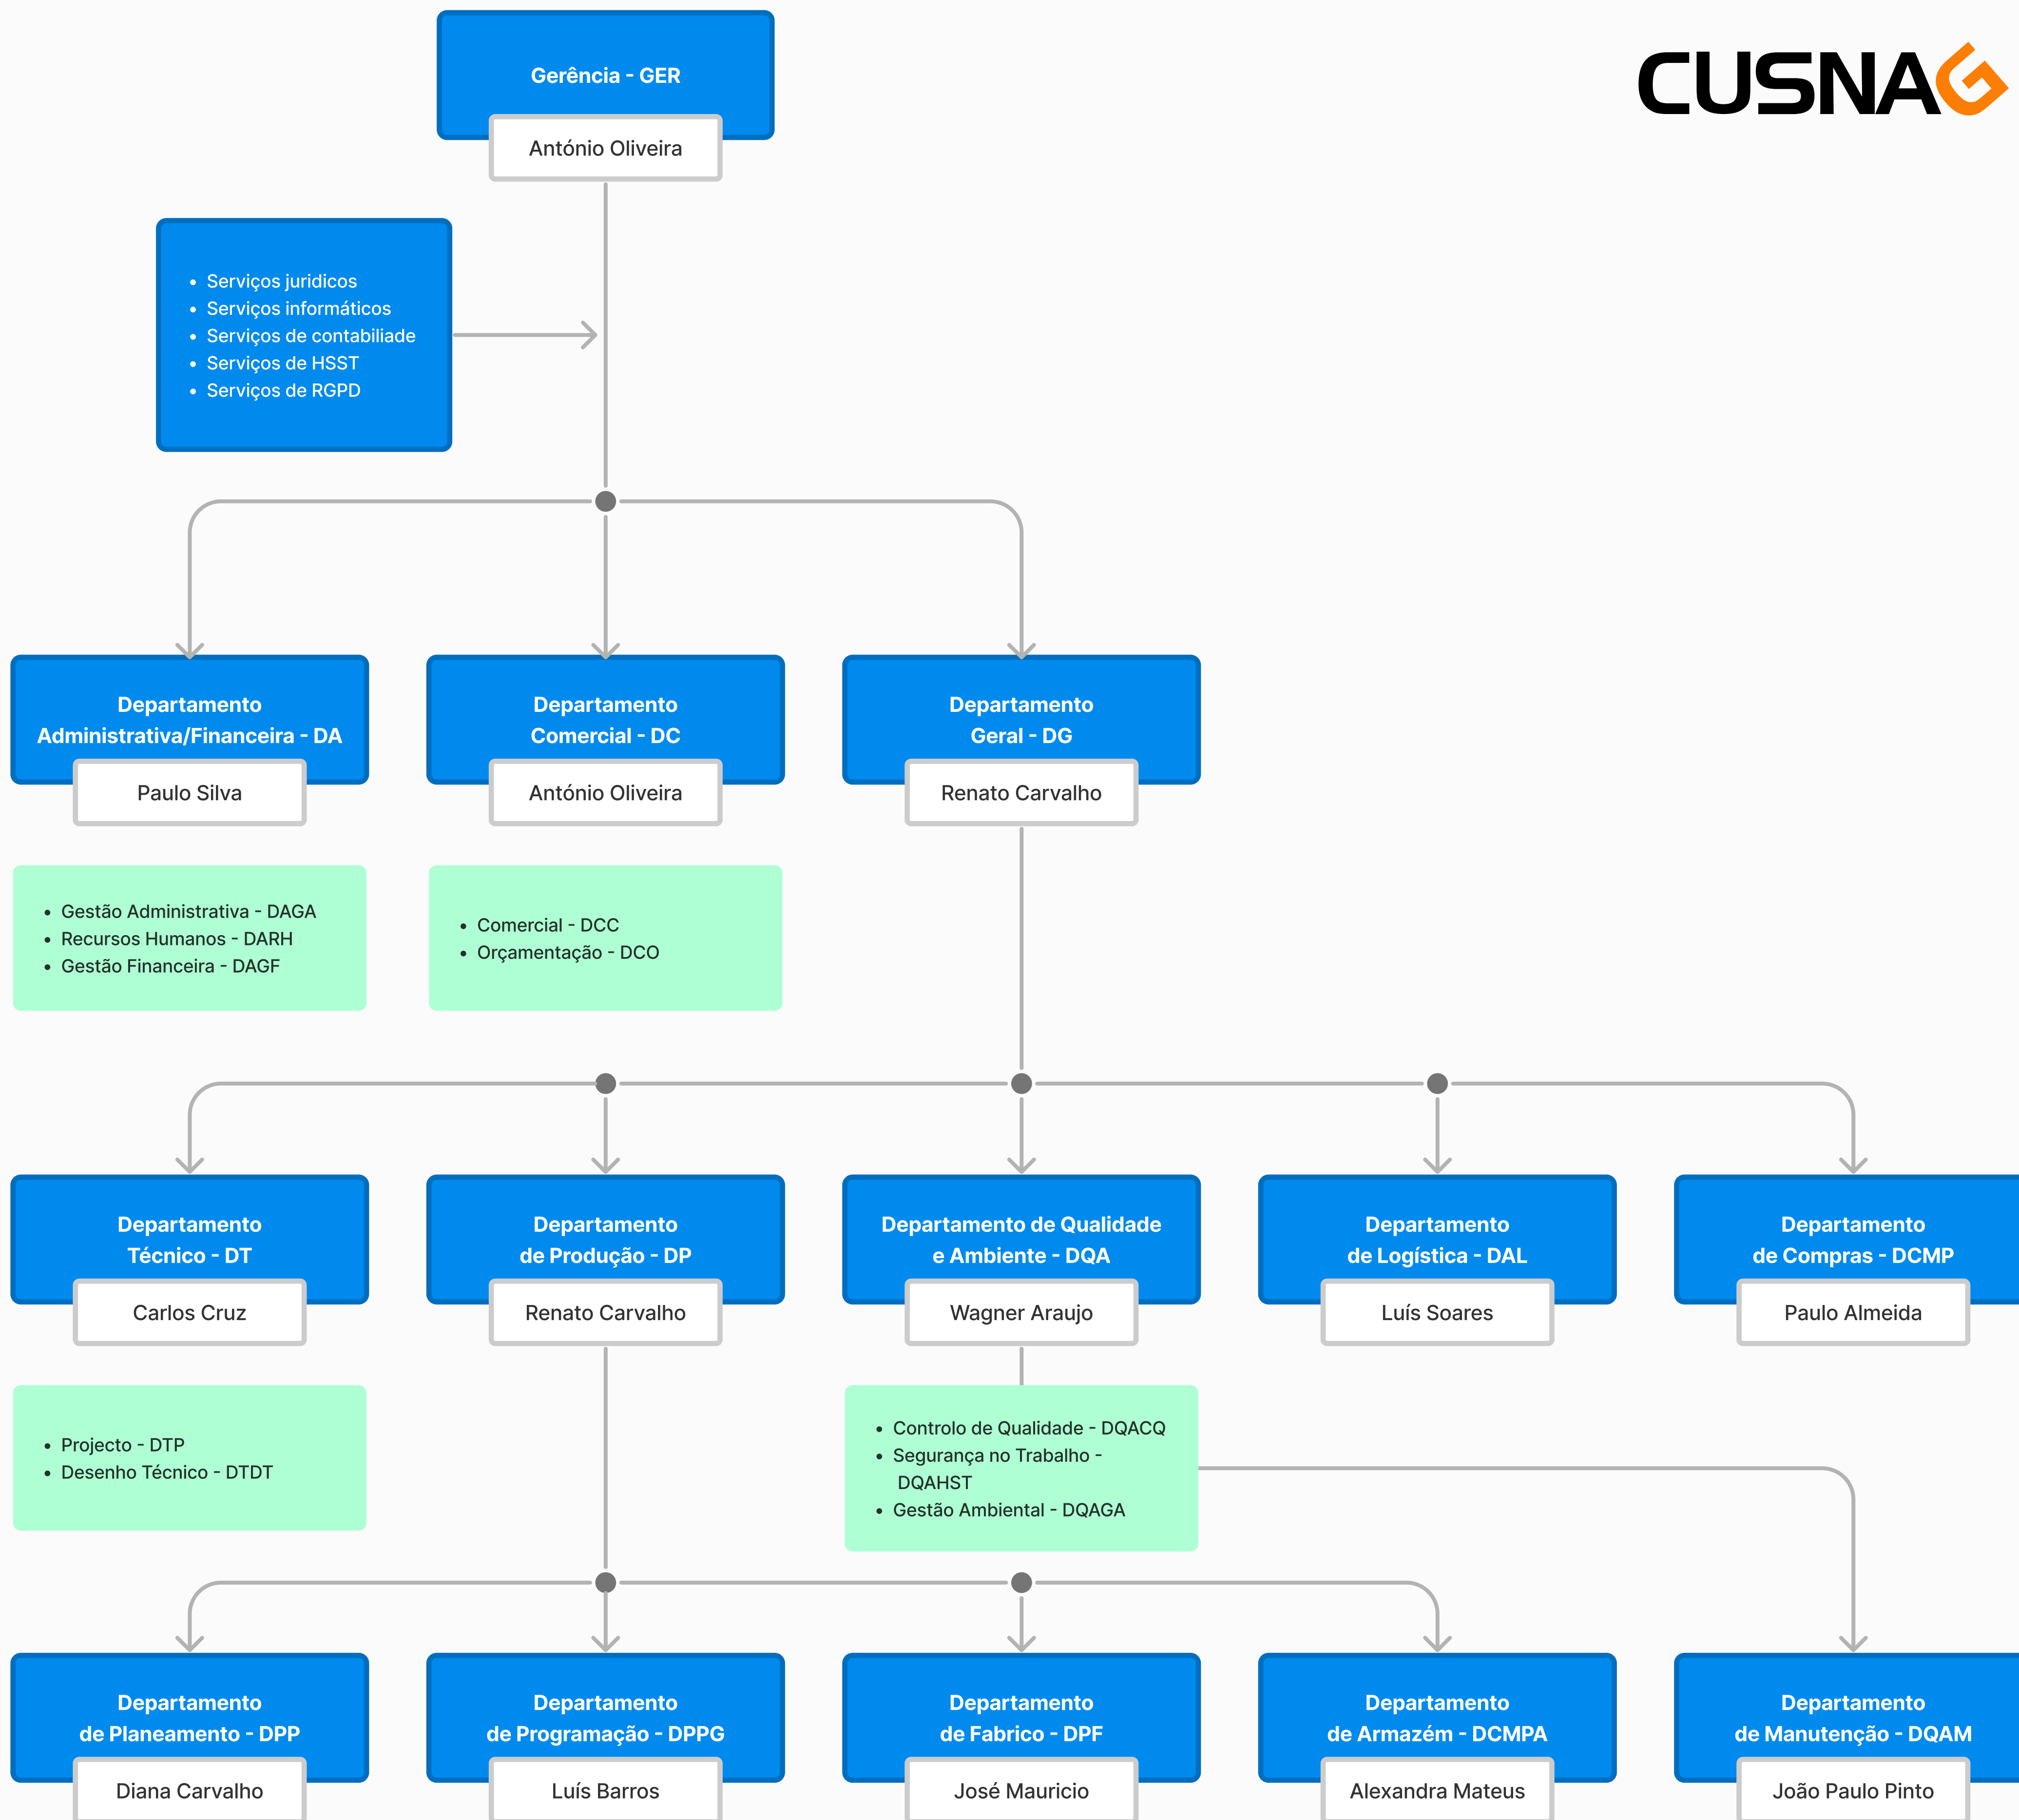 Gerência - GER
CUSNAG
António Oliveira
• Serviços juridicos
• Serviços informáticos
• Serviços de contabiliade
• Serviços de HSST
• Serviços de RGPD
Departamento
Administrativa/Financeira - DA
Paulo Silva
Departamento
Comercial - DC
António Oliveira
Departamento
Geral - DG
Renato Carvalho
• Gestão Administrativa - DAGA
• Recursos Humanos - DARH
• Gestão Financeira - DAGF
• Comercial - DCC
• Orçamentação - DCO
Departamento
Técnico - DT
Carlos Cruz
Departamento
de Produção - DP
Renato Carvalho
Departamento de Qualidade
e Ambiente - DQA
Wagner Araujo
Departamento
de Logística - DAL
Luís Soares
Departamento
de Compras - DCMP
Paulo Almeida
• Projecto - DTP
• Desenho Técnico - DTDT
• Controlo de Qualidade - DQACQ
• Segurança no Trabalho -
DQAHST
• Gestão Ambiental - DQAGA
Departamento
de Planeamento - DPP
Diana Carvalho
Departamento
de Programação - DPPG
Luís Barros
Departamento
de Fabrico - DPF
José Mauricio
Departamento
de Armazém - DCMPA
Alexandra Mateus
Departamento
de Manutenção - DQAM
João Paulo Pinto